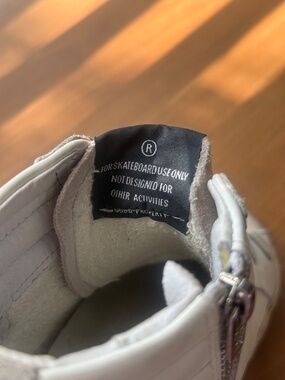 ®
FOR SKATEBOARD USE ONLY
NOT DESIGNED FOR
OTHER ACTIVITIES